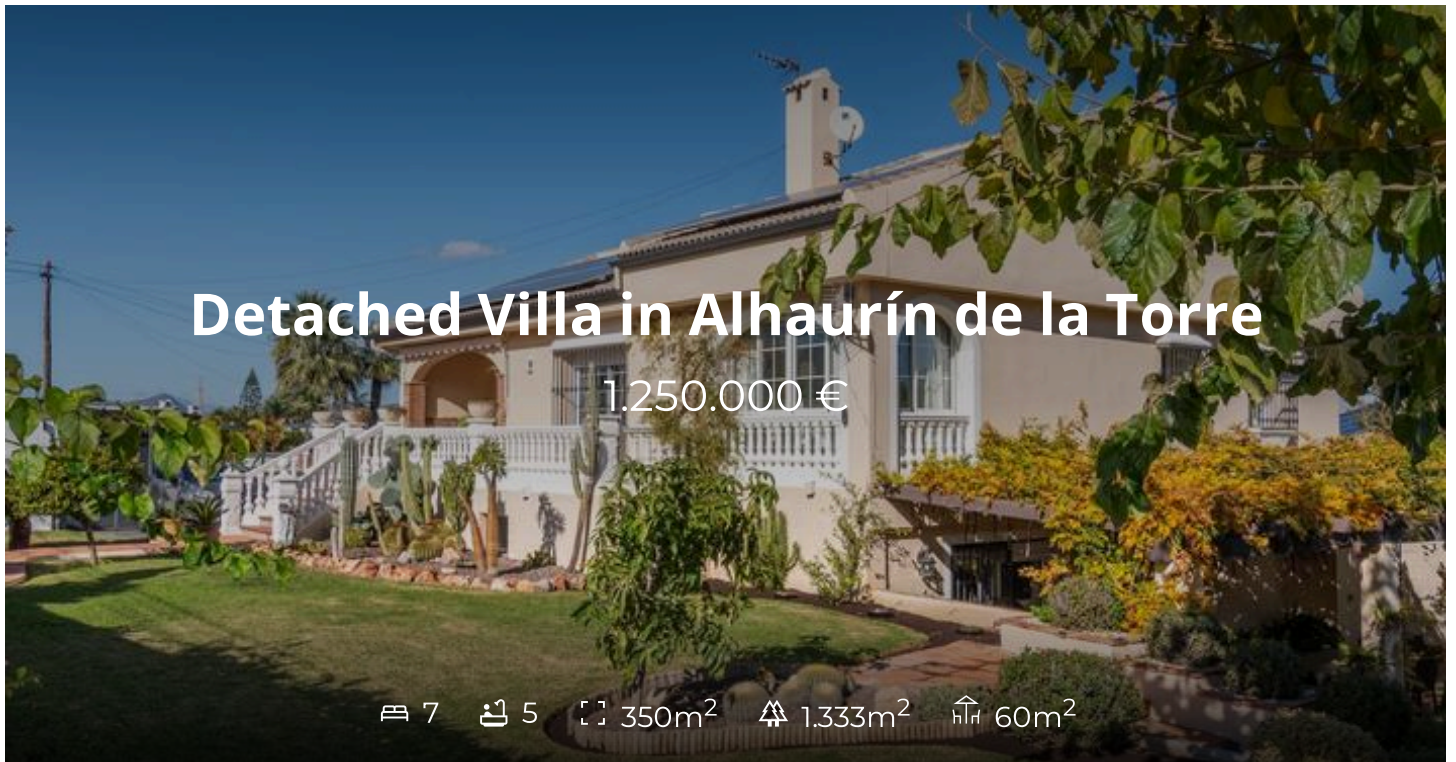 Detached Villa in Alhaurín de la Torre
1.250.000 €
7 5 350m² 1.333m² 60m²